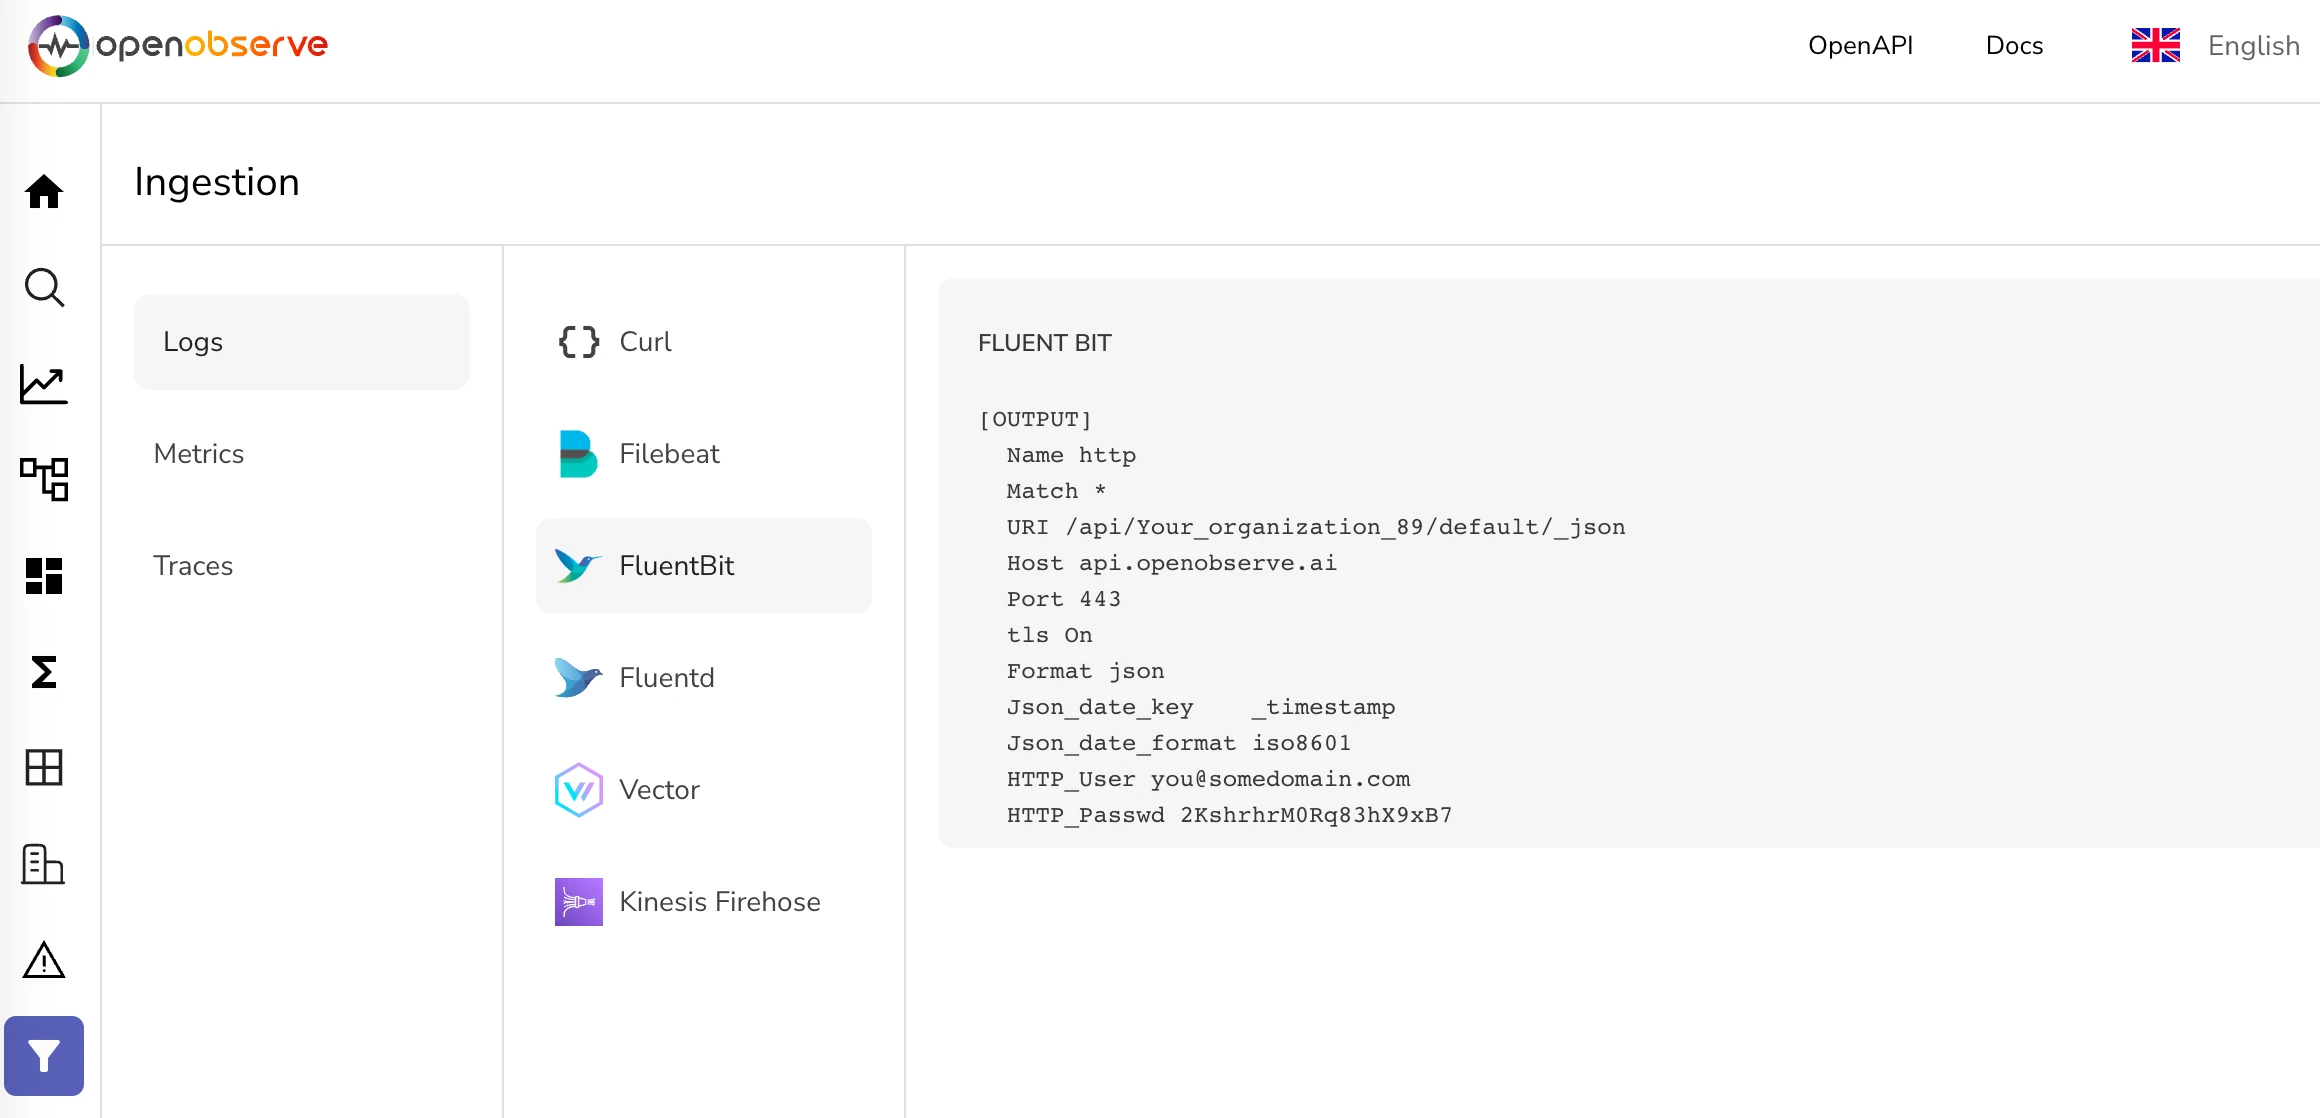 openobserve
OpenAPI
Docs
English
Ingestion
Logs
Metrics
Traces
Curl
Filebeat
FluentBit
Fluentd
Vector
Kinesis Firehose
FLUENT BIT
[OUTPUT]
Name http
Match *
URI /api/Your_organization_89/default/_json
Host api.openobserve.ai
Port 443
tls On
Format json
Json_date_key    _timestamp
Json_date_format iso8601
HTTP_User you@somedomain.com
HTTP_Passwd 2KshrhrM0Rq83hX9xB7